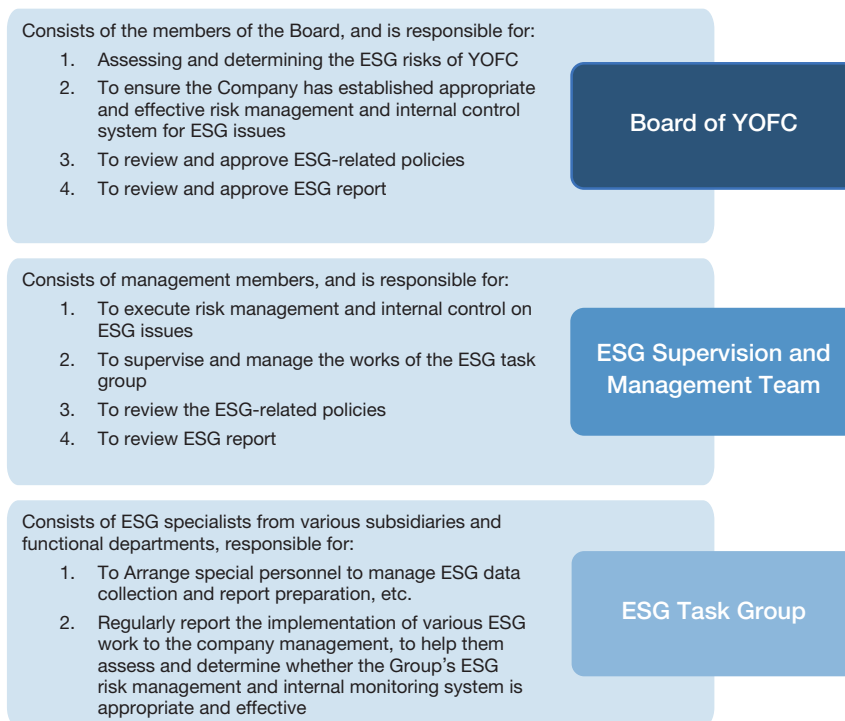 Consists of the members of the Board, and is responsible for:
1. Assessing and determining the ESG risks of YOFC
2. To ensure the Company has established appropriate
and effective risk management and internal control
system for ESG issues
3. To review and approve ESG-related policies
4. To review and approve ESG report
Board of YOFC
Consists of management members, and is responsible for:
1. To execute risk management and internal control on
ESG issues
2. To supervise and manage the works of the ESG task
group
3. To review the ESG-related policies
4. To review ESG report
ESG Supervision and
Management Team
Consists of ESG specialists from various subsidiaries and
functional departments, responsible for:
1. To Arrange special personnel to manage ESG data
collection and report preparation, etc.
2. Regularly report the implementation of various ESG
work to the company management, to help them
assess and determine whether the Group's ESG
risk management and internal monitoring system is
appropriate and effective
ESG Task Group